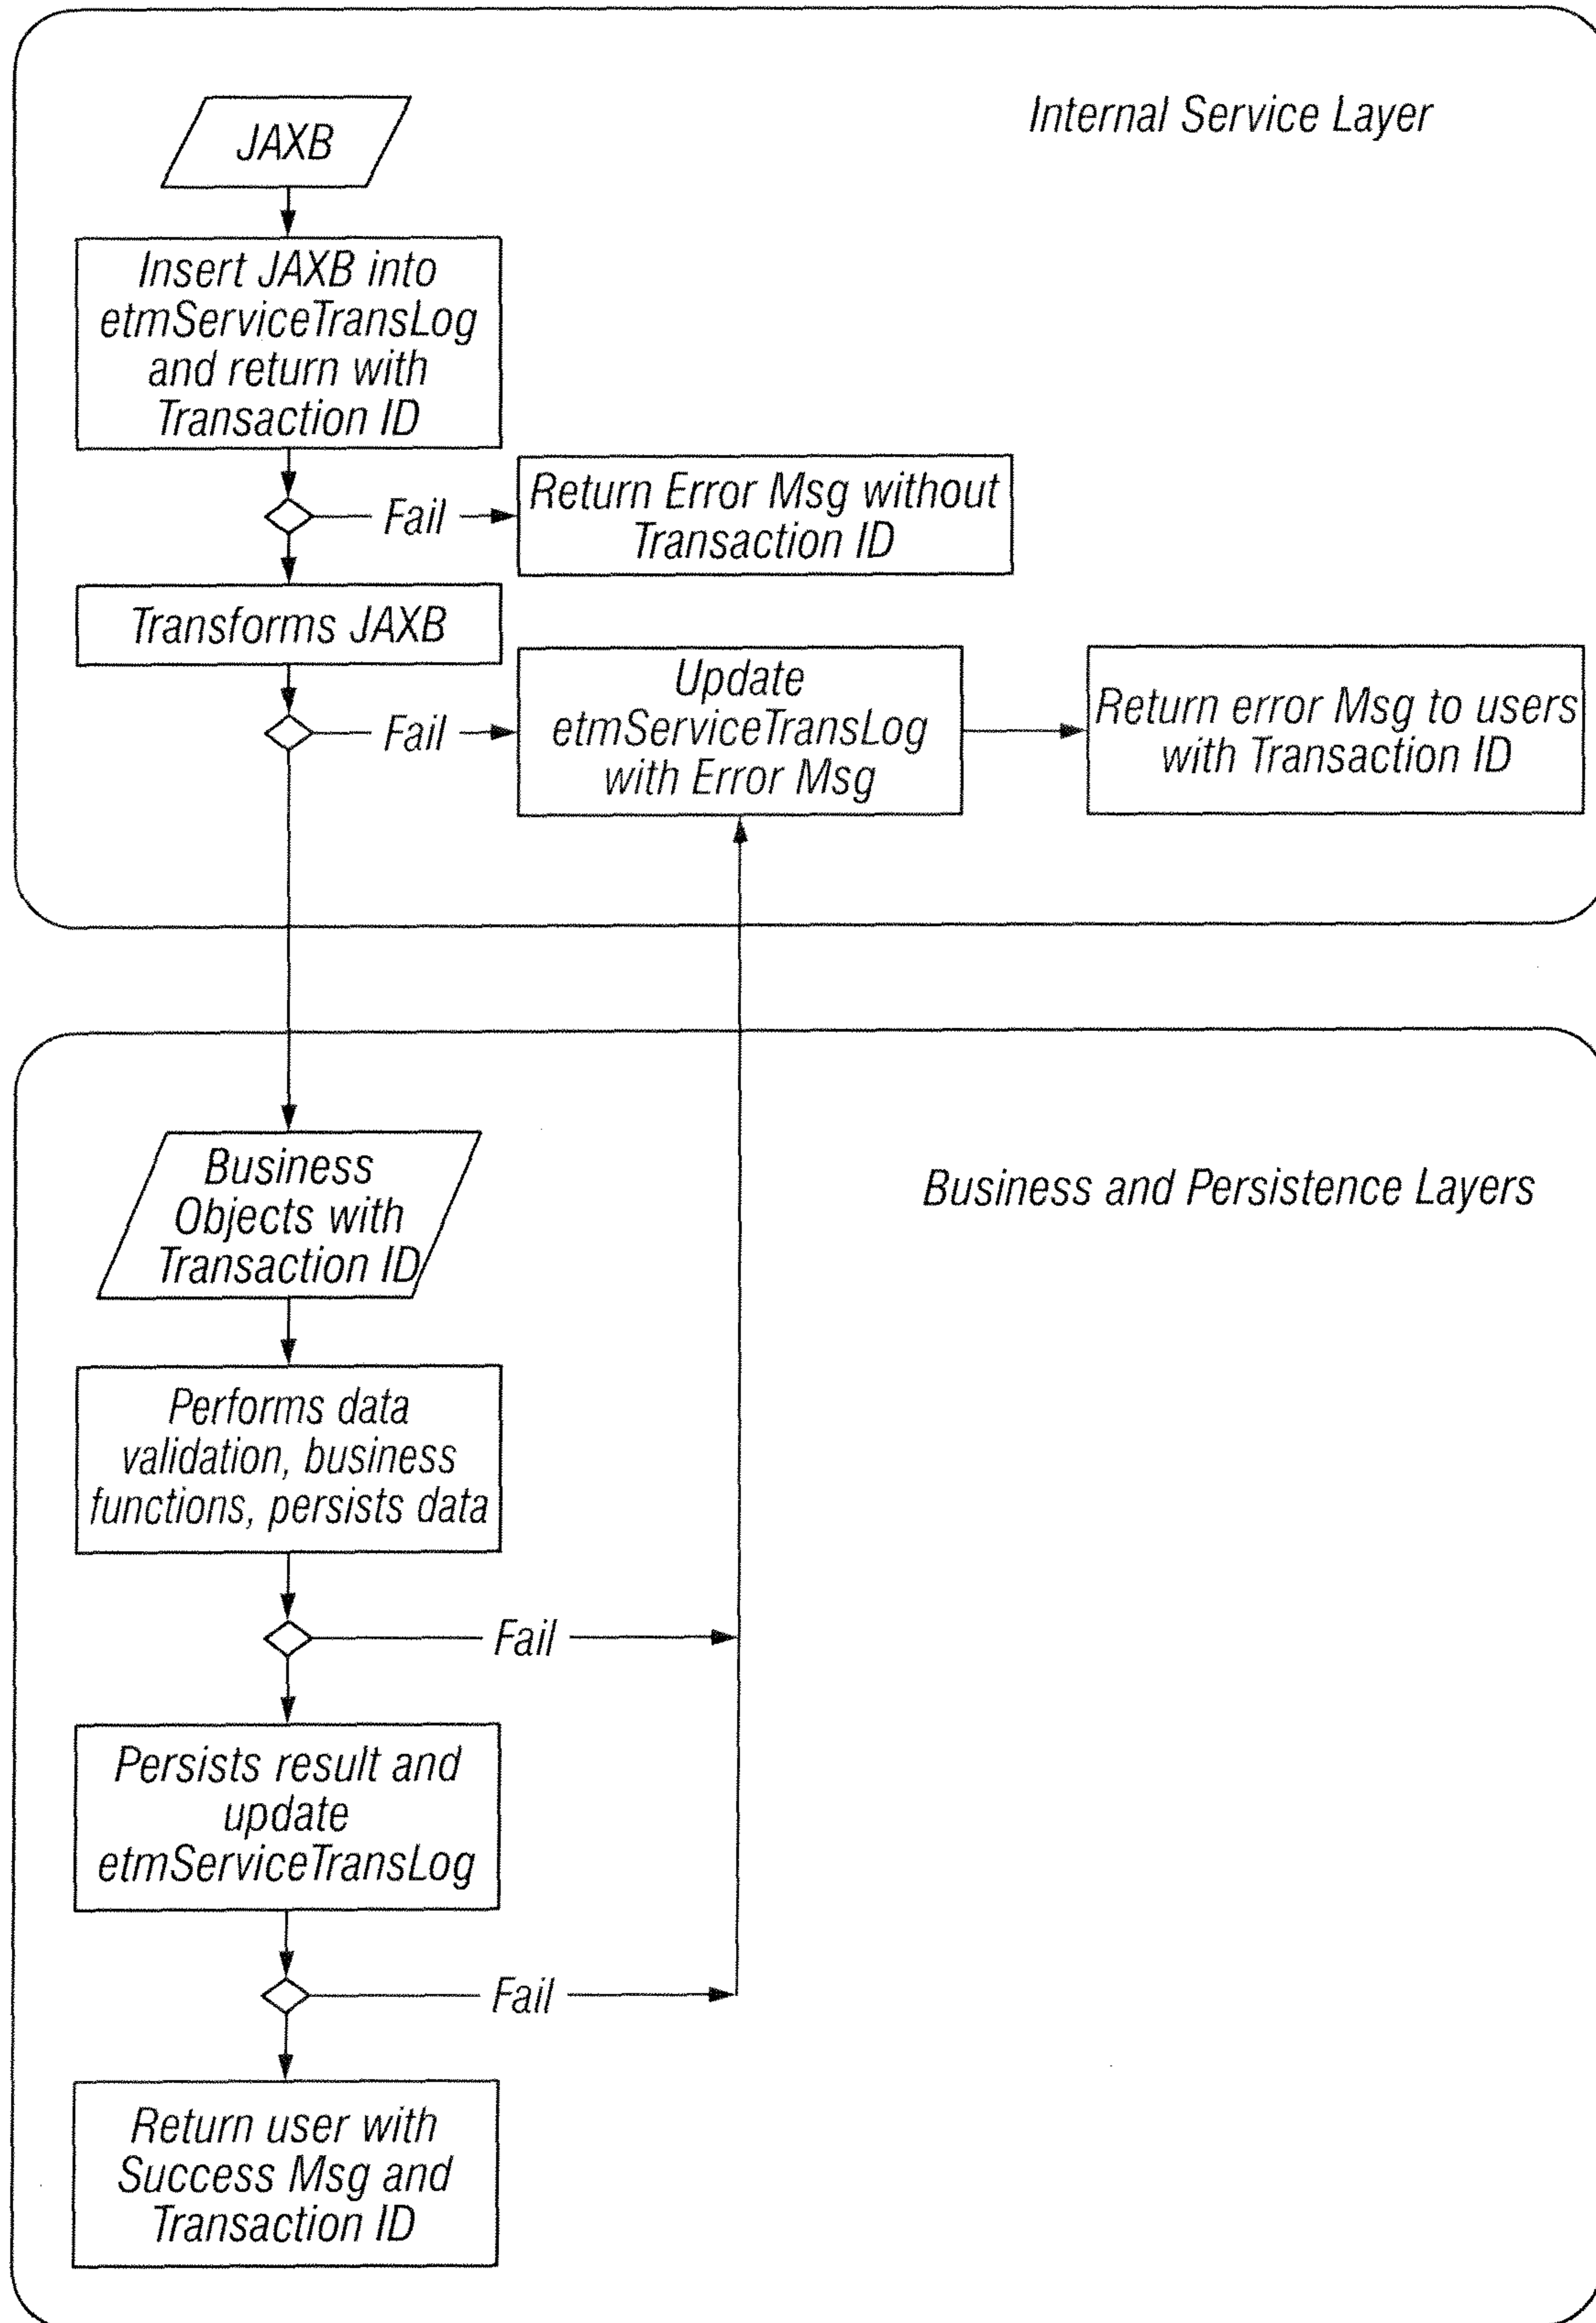 Internal Service Layer
JAXB
Insert JAXB into
etmServiceTransLog
and return with
Transaction ID
Fail
Return Error Msg without
Transaction ID
Transforms JAXB
Fail
Update
etmServiceTransLog
with Error Msg
Return error Msg to users
with Transaction ID
Business and Persistence Layers
Business
Objects with
Transaction ID
Performs data
validation, business
functions, persists data
Fail
Persists result and
update
etmServiceTransLog
Fail
Return user with
Success Msg and
Transaction ID